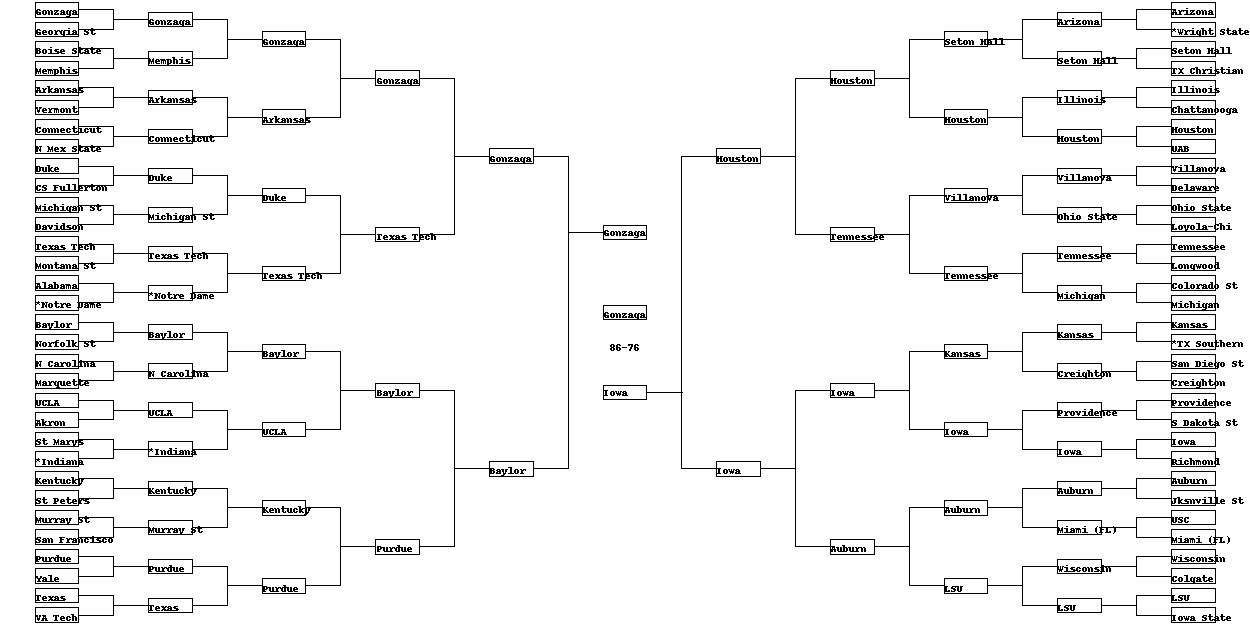 Gonzaga
Georgia St
Boise State
Memphis
Arkansas
Vermont
Connecticut
N Mex State
Duke
CS Fullerton
Michigan St
Davidson
Texas Tech
Montana St
Alabama
*Notre Dame
Baylor
Norfolk St
N Carolina
Marquette
UCLA
Akron
St Marys
*Indiana
Kentucky
St Peters
Murray St
San Francisco
Purdue
Yale
Texas
VA Tech
Gonzaga
Memphis
Arkansas
Connecticut
Duke
Michigan St
Texas Tech
*Notre Dame
Baylor
N Carolina
UCLA
*Indiana
Kentucky
Murray St
Purdue
Texas
Gonzaga
Arkansas
Duke
Texas Tech
Baylor
UCLA
Kentucky
Purdue
Gonzaga
Texas Tech
Baylor
Purdue
Gonzaga
Baylor
Gonzaga
Gonzaga
86-76
Iowa
Houston
Iowa
Houston
Tennessee
Iowa
Auburn
Seton Hall
Houston
Villanova
Tennessee
Kansas
Iowa
Auburn
LSU
Arizona
Seton Hall
Illinois
Houston
Villanova
Ohio State
Tennessee
Michigan
Kansas
Creighton
Providence
Iowa
Auburn
Miami (FL)
Wisconsin
LSU
Arizona
*Wright State
Seton Hall
TX Christian
Illinois
Chattanooga
Houston
UAB
Villanova
Delaware
Ohio State
Loyola-Chi
Tennessee
Longwood
Colorado St
Michigan
Kansas
*TX Southern
San Diego St
Creighton
Providence
S Dakota St
Iowa
Richmond
Auburn
Jksnville St
USC
Miami (FL)
Wisconsin
Colgate
LSU
Iowa State